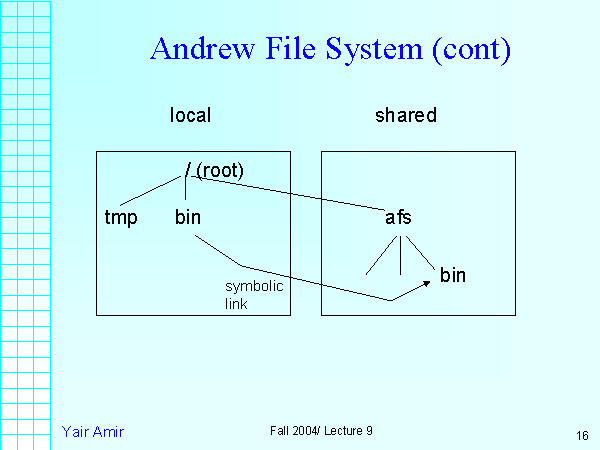 Andrew File System (cont)
local
shared
/ (root)
tmp
bin
afs
bin
symbolic
link
Yair Amir
Fall 2004/ Lecture 9
16